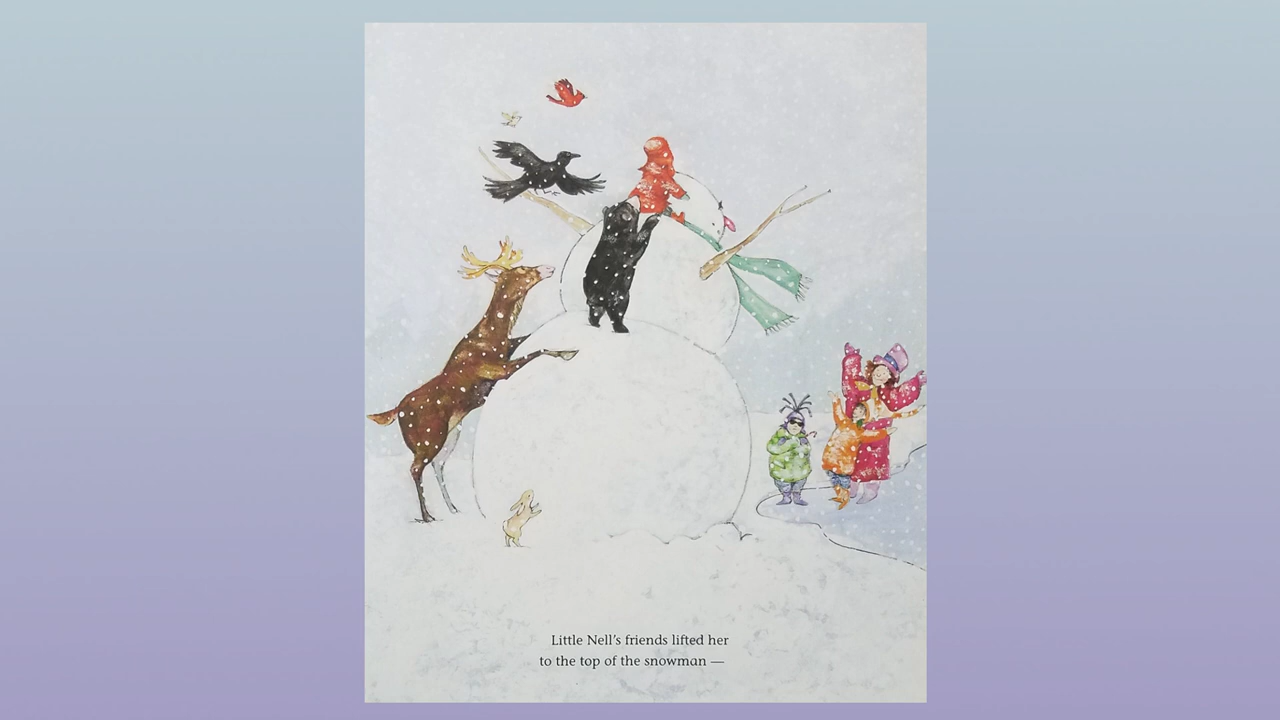 Little Nell's friends lifted her
to the top of the snowman —